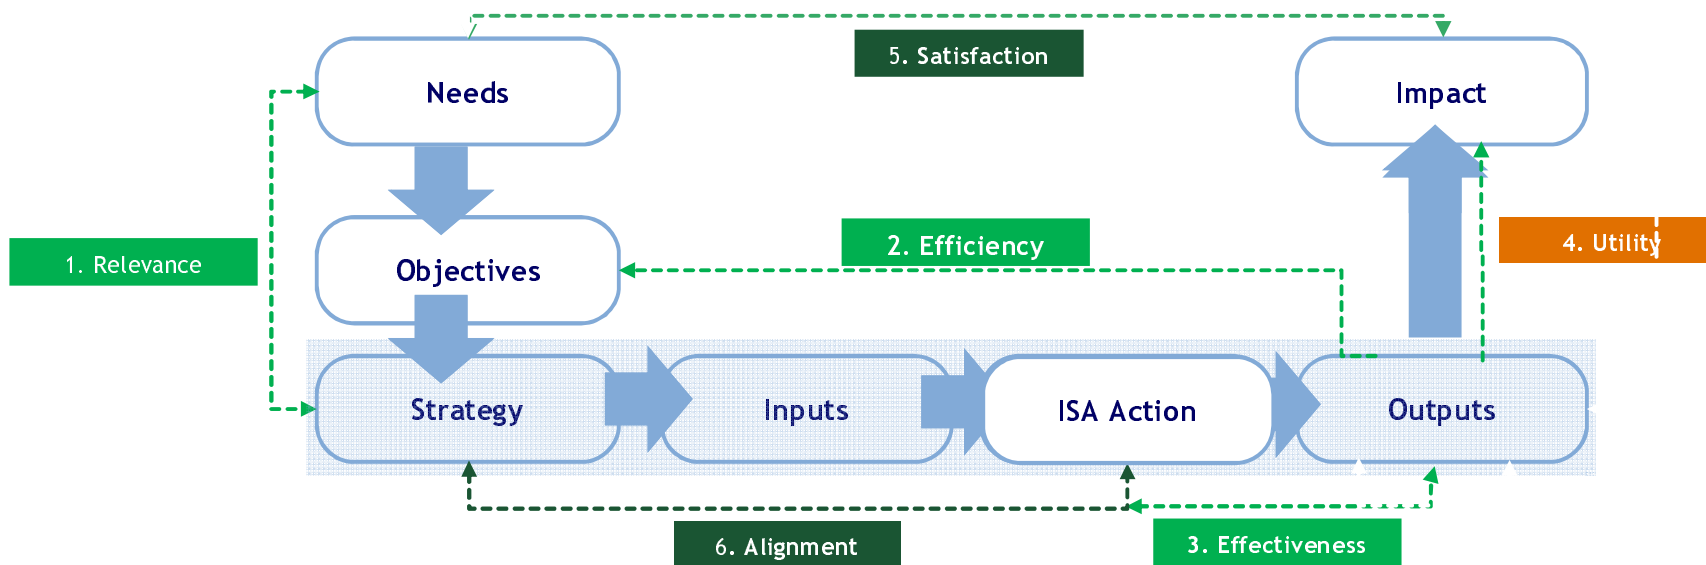 5. Satisfaction
Needs
Impact
1. Relevance
2. Efficiency
4. Utility
Objectives
Strategy
Inputs
ISA Action
Outputs
6. Alignment
3. Effectiveness